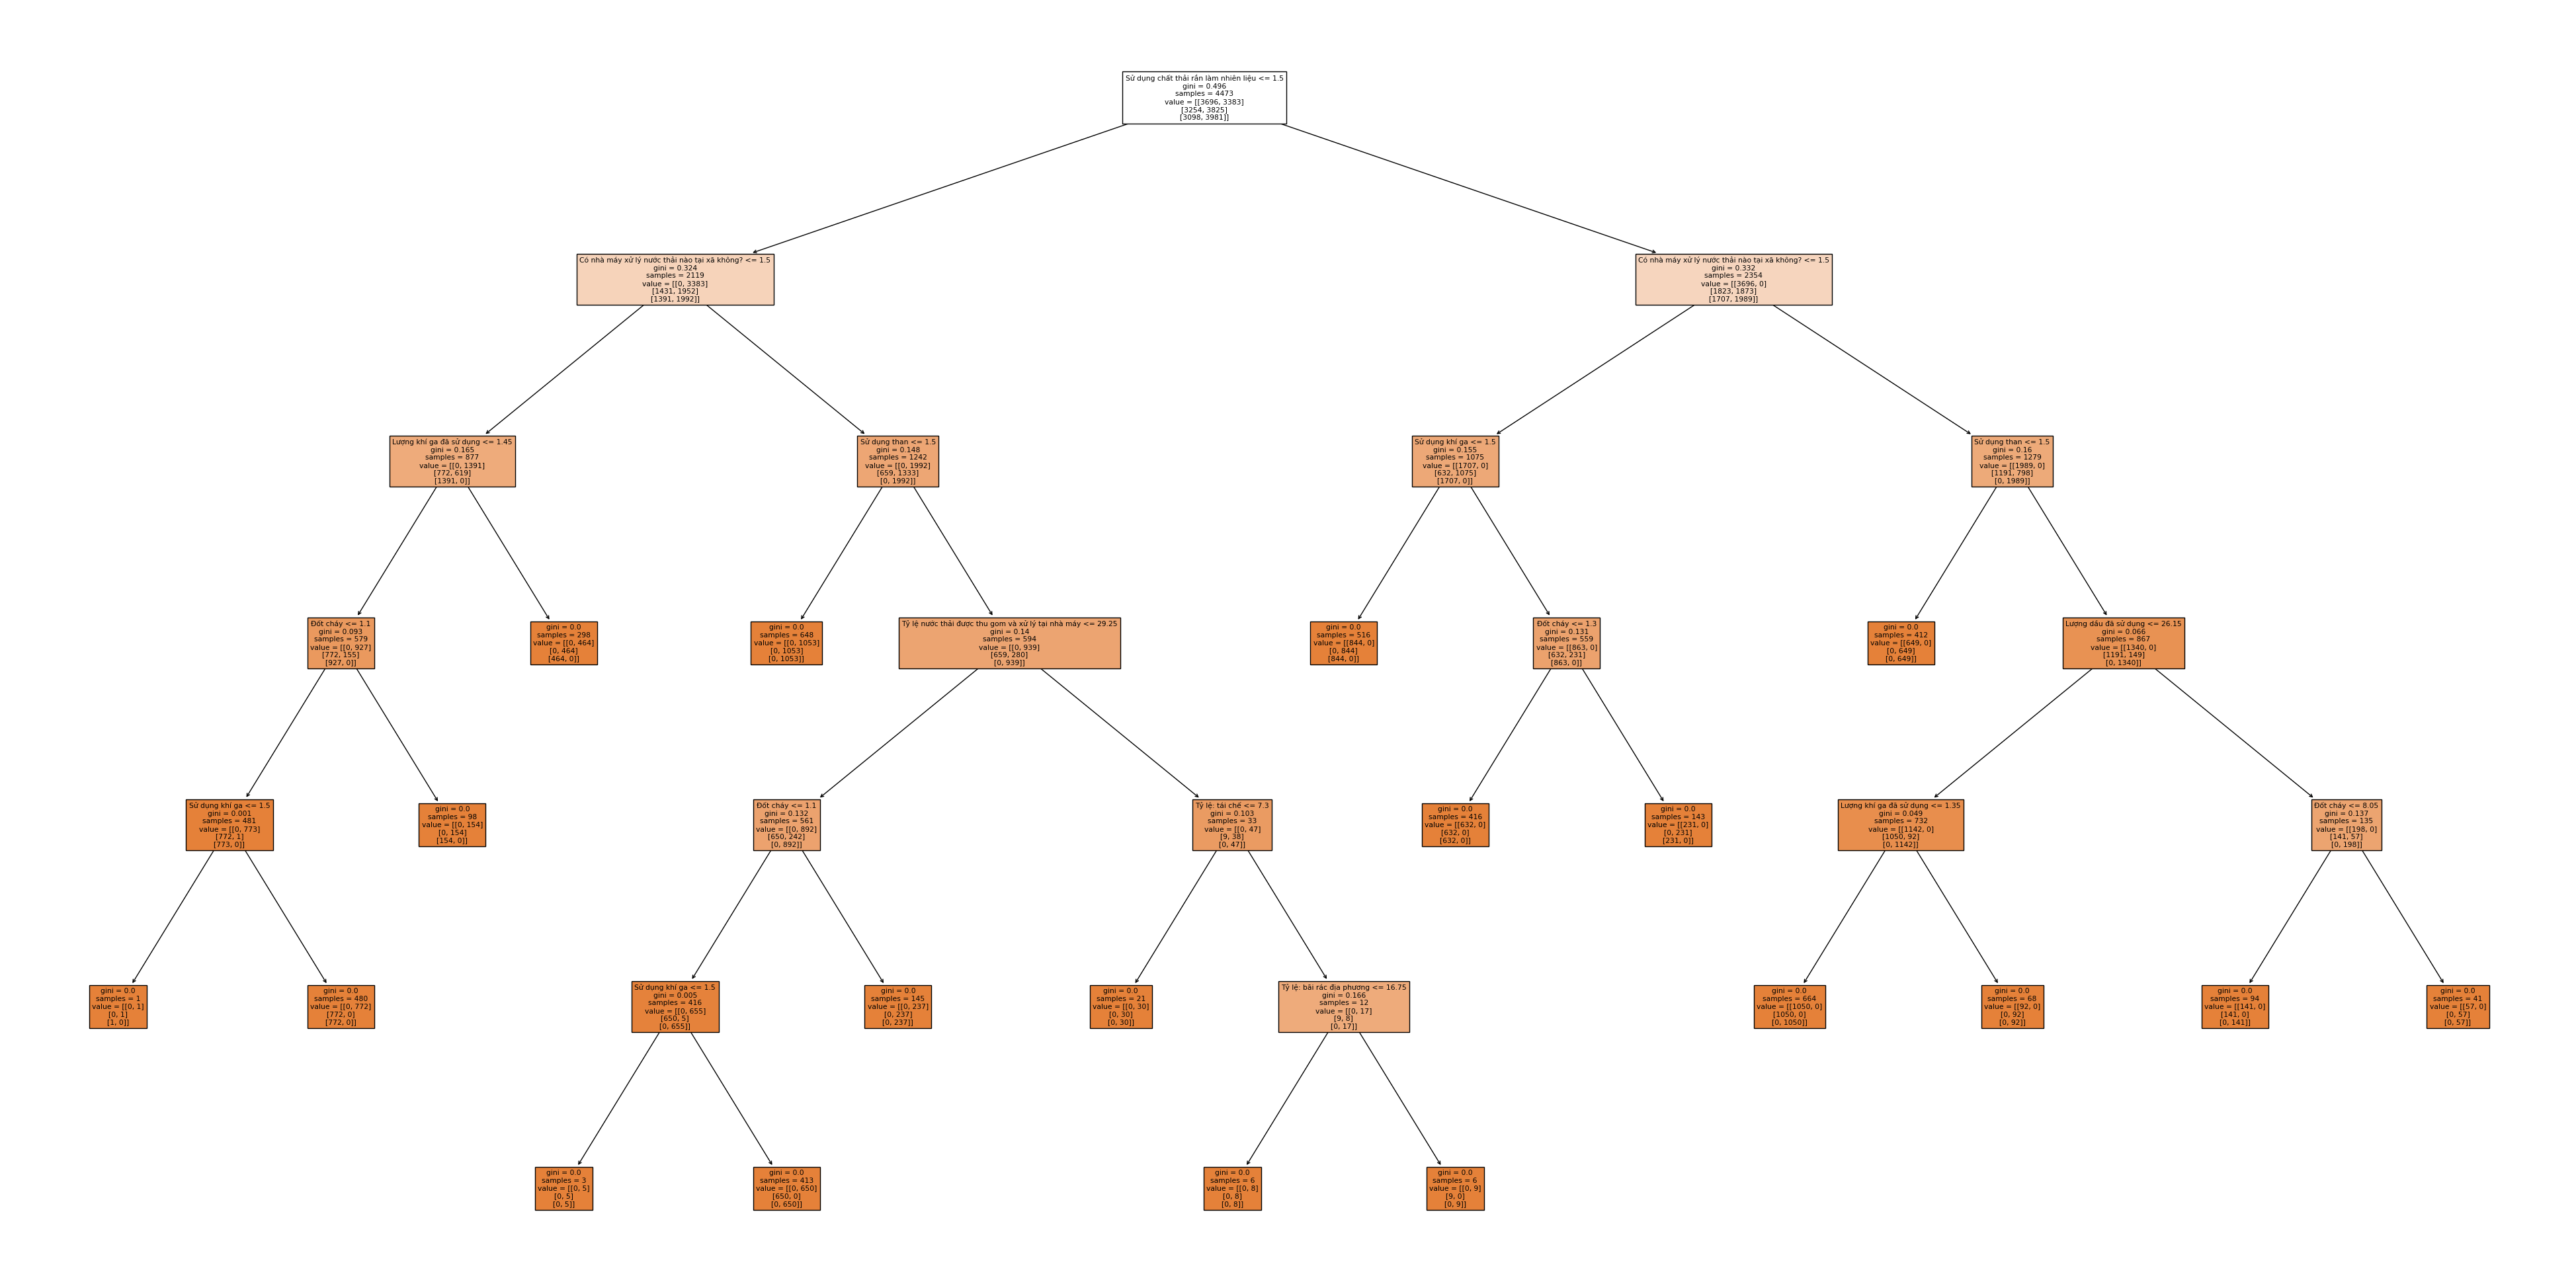 Sử dụng chất thải rắn làm nhiên liệu <= 1.5
gini = 0.496
samples = 4473
value = [[3696, 3383]
[3254, 3825]
[3098, 3981]]
Có nhà máy xử lý nước thải nào tại xã không? <= 1.5
gini = 0.324
samples = 2119
value = [[0, 3383]
[1431, 1952]
[1391, 1992]]
Có nhà máy xử lý nước thải nào tại xã không? <= 1.5
gini = 0.332
samples = 2354
value = [[3696, 0]
[1823, 1873]
[1707, 1989]]
Lượng khí ga đã sử dụng <= 1.45
gini = 0.165
samples = 877
value = [[0, 1391]
[772, 619]
[1391, 0]]
Sử dụng than <= 1.5
gini = 0.148
samples = 1242
value = [[0, 1992]
[659, 1333]
[0, 1992]]
Sử dụng khí ga <= 1.5
gini = 0.155
samples = 1075
value = [[1707, 0]
[632, 1075]
[1707, 0]]
Sử dụng than <= 1.5
gini = 0.16
samples = 1279
value = [[1989, 0]
[1191, 798]
[0, 1989]]
Đốt cháy <= 1.1
gini = 0.093
samples = 579
value = [[0, 927]
[772, 155]
[927, 0]]
gini = 0.0
samples = 298
value = [[0, 464]
[0, 464]
[464, 0]]
gini = 0.0
samples = 648
value = [[0, 1053]
[0, 1053]
[0, 1053]]
Tỷ lệ nước thải được thu gom và xử lý tại nhà máy <= 29.25
gini = 0.14
samples = 594
value = [[0, 939]
[659, 280]
[0, 939]]
gini = 0.0
samples = 516
value = [[844, 0]
[0, 844]
[844, 0]]
Đốt cháy <= 1.3
gini = 0.131
samples = 559
value = [[863, 0]
[632, 231]
[863, 0]]
gini = 0.0
samples = 412
value = [[649, 0]
[0, 649]
[0, 649]]
Lượng dầu đã sử dụng <= 26.15
gini = 0.066
samples = 867
value = [[1340, 0]
[1191, 149]
[0, 1340]]
Sử dụng khí ga <= 1.5
gini = 0.001
samples = 481
value = [[0, 773]
[772, 1]
[773, 0]]
gini = 0.0
samples = 98
value = [[0, 154]
[0, 154]
[154, 0]]
Đốt cháy <= 1.1
gini = 0.132
samples = 561
value = [[0, 892]
[650, 242]
[0, 892]]
Tỷ lệ: tái chế <= 7.3
gini = 0.103
samples = 33
value = [[0, 47]
[9, 38]
[0, 47]]
gini = 0.0
samples = 416
value = [[632, 0]
[632, 0]
[632, 0]]
gini = 0.0
samples = 143
value = [[231, 0]
[0, 231]
[231, 0]]
Lượng khí ga đã sử dụng <= 1.35
gini = 0.049
samples = 732
value = [[1142, 0]
[1050, 92]
[0, 1142]]
Đốt cháy <= 8.05
gini = 0.137
samples = 135
value = [[198, 0]
[141, 57]
[0, 198]]
gini = 0.0
samples = 1
value = [[0, 1]
[0, 1]
[1, 0]]
gini = 0.0
samples = 480
value = [[0, 772]
[772, 0]
[772, 0]]
Sử dụng khí ga <= 1.5
gini = 0.005
samples = 416
value = [[0, 655]
[650, 5]
[0, 655]]
gini = 0.0
samples = 145
value = [[0, 237]
[0, 237]
[0, 237]]
gini = 0.0
samples = 21
value = [[0, 30]
[0, 30]
[0, 30]]
Tỷ lệ: bãi rác địa phương <= 16.75
gini = 0.166
samples = 12
value = [[0, 17]
[9, 8]
[0, 17]]
gini = 0.0
samples = 664
value = [[1050, 0]
[1050, 0]
[0, 1050]]
gini = 0.0
samples = 68
value = [[92, 0]
[0, 92]
[0, 92]]
gini = 0.0
samples = 94
value = [[141, 0]
[141, 0]
[0, 141]]
gini = 0.0
samples = 41
value = [[57, 0]
[0, 57]
[0, 57]]
gini = 0.0
samples = 3
value = [[0, 5]
[0, 5]
[0, 5]]
gini = 0.0
samples = 413
value = [[0, 650]
[650, 0]
[0, 650]]
gini = 0.0
samples = 6
value = [[0, 8]
[0, 8]
[0, 8]]
gini = 0.0
samples = 6
value = [[0, 9]
[9, 0]
[0, 9]]